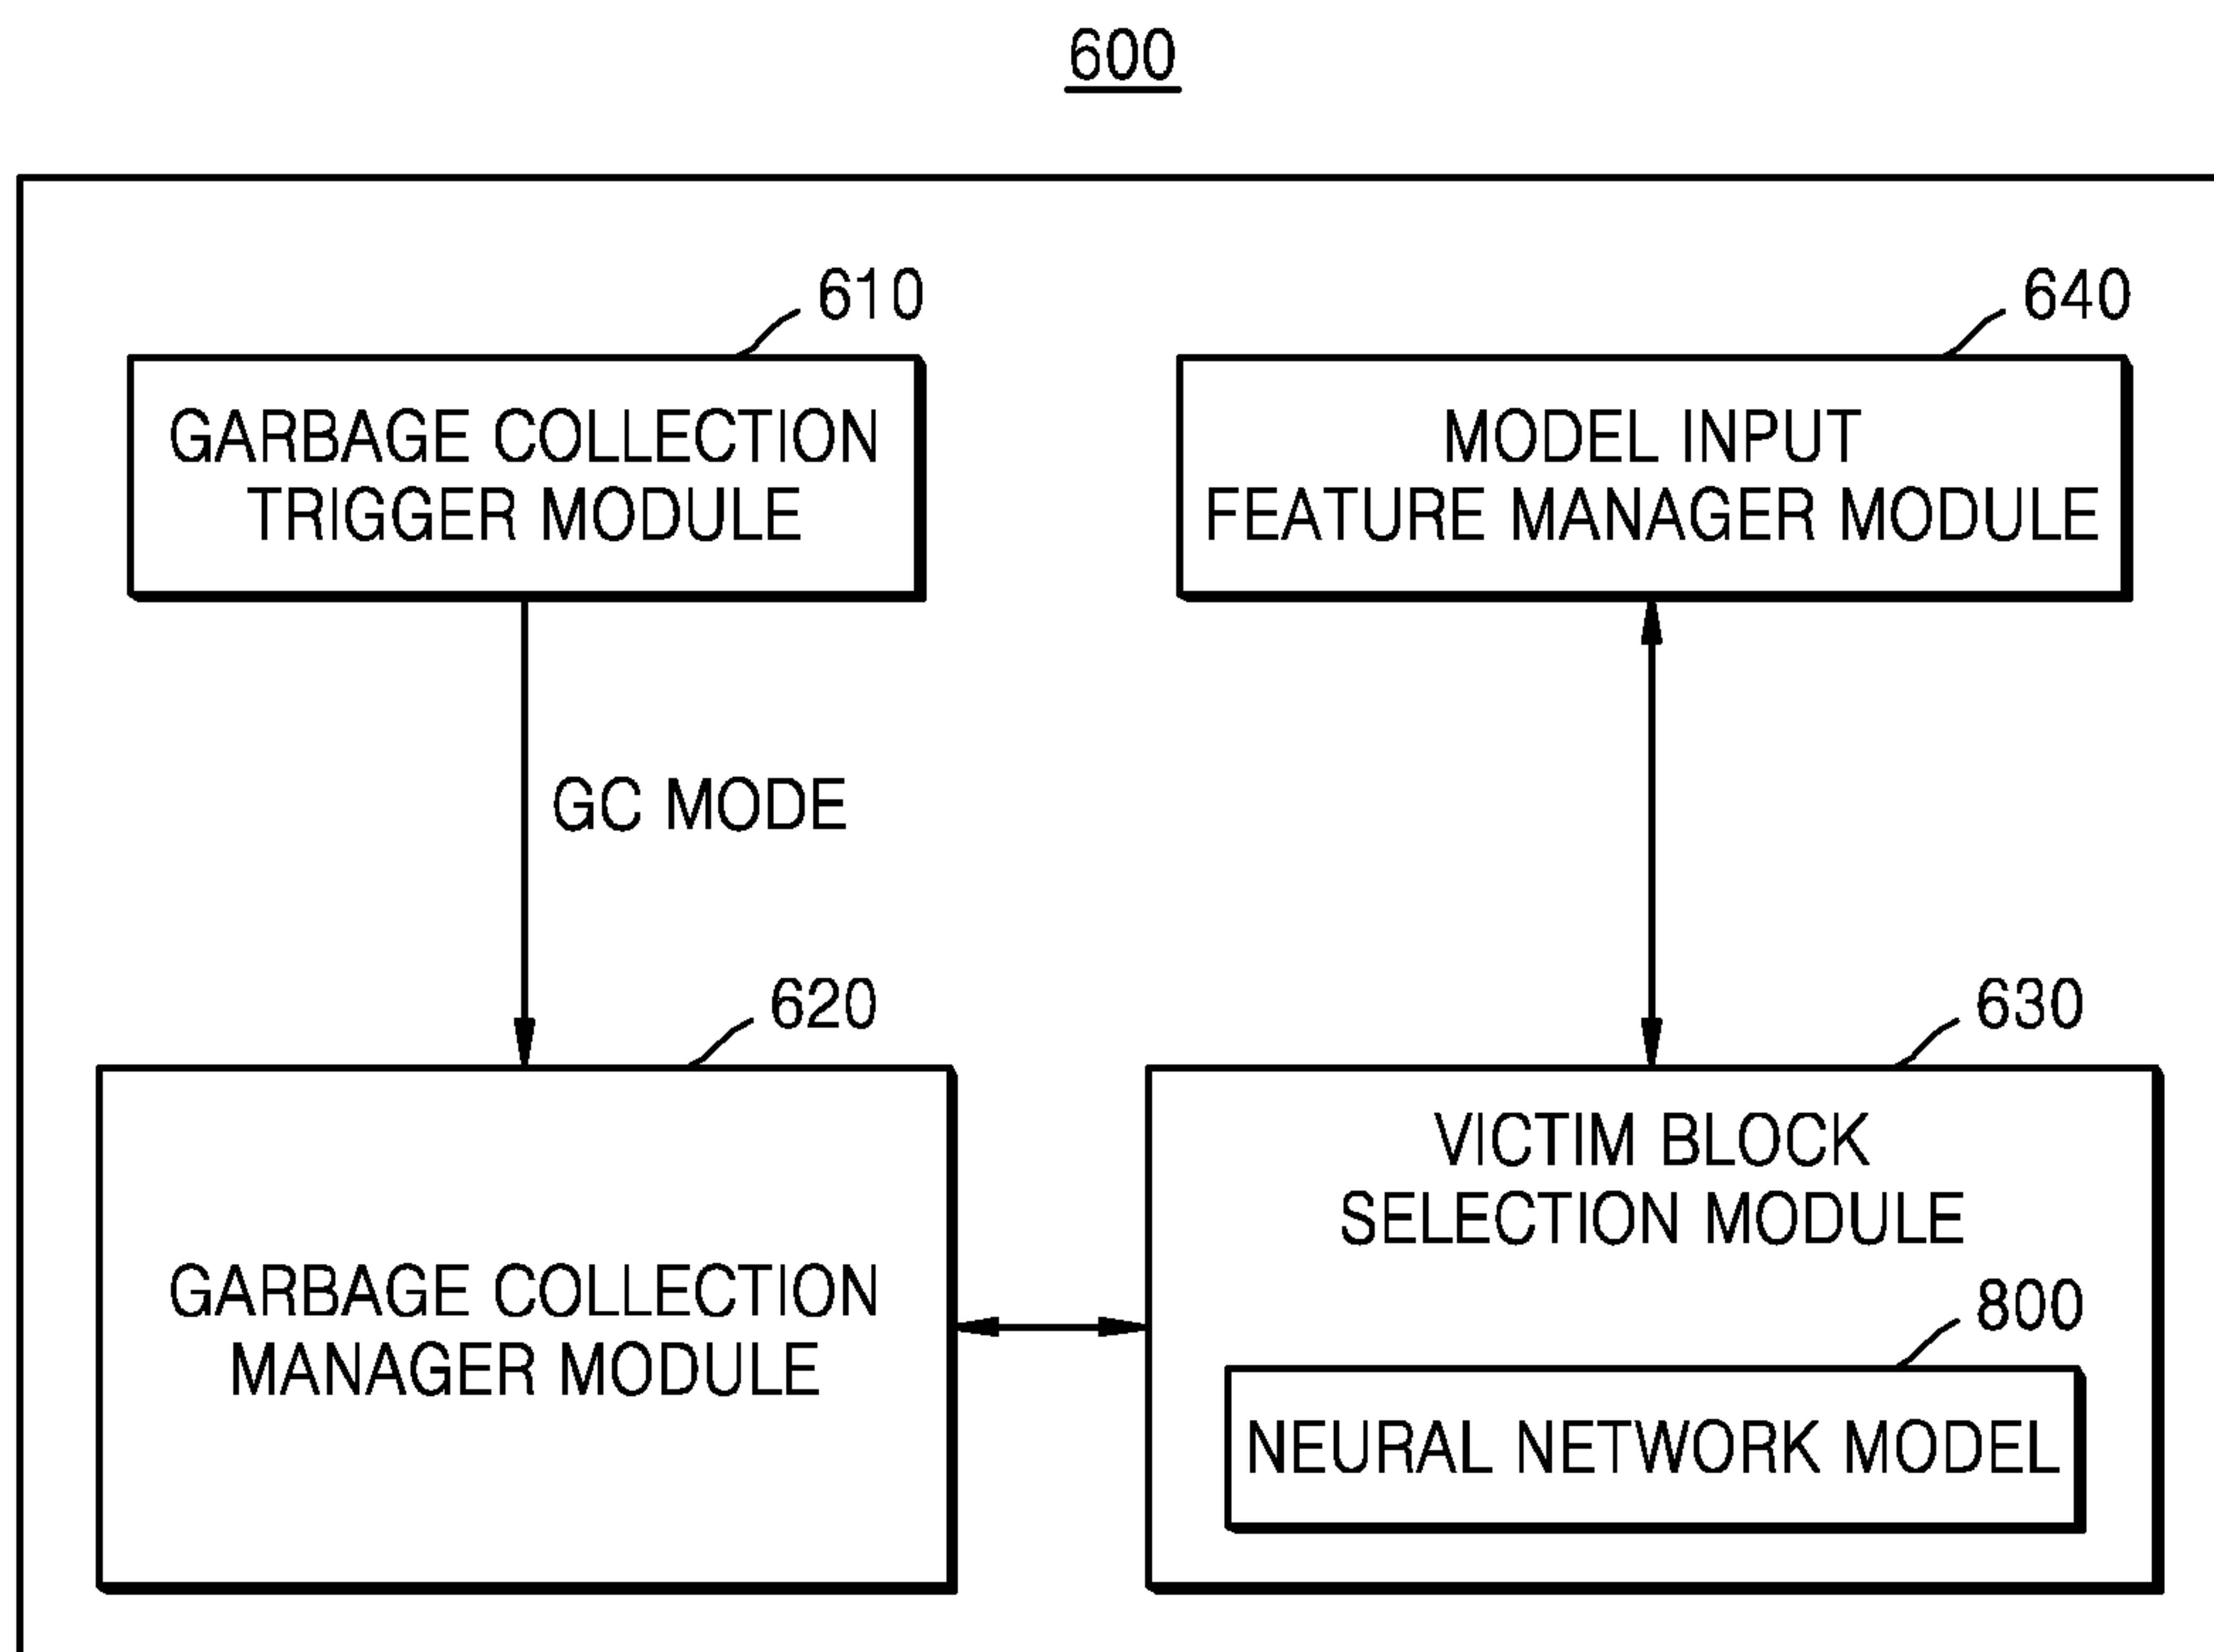 600
610
GARBAGE COLLECTION
TRIGGER MODULE
640
MODEL INPUT
FEATURE MANAGER MODULE
GC MODE
620
GARBAGE COLLECTION
MANAGER MODULE
630
VICTIM BLOCK
SELECTION MODULE
800
NEURAL NETWORK MODEL